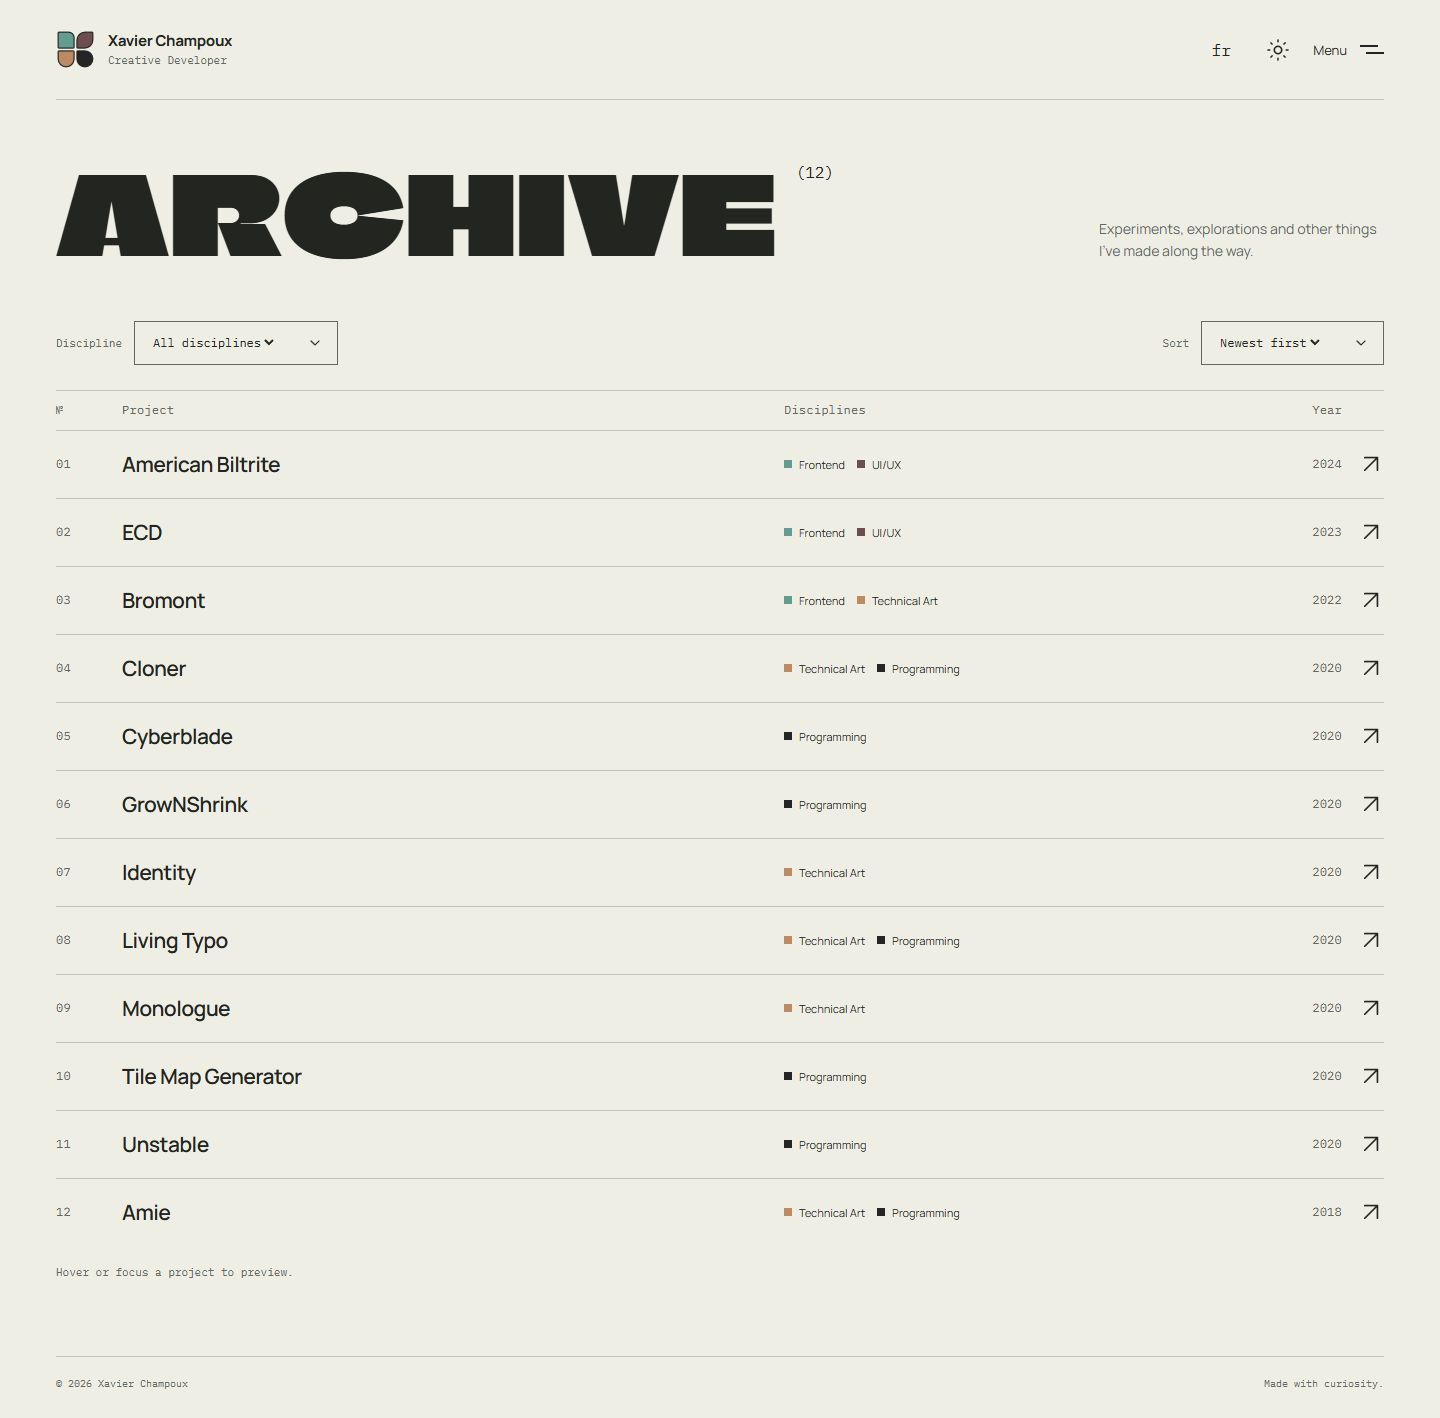 Xavier Champoux
Creative Developer
fr
Menu
ARCHIVE
(12)
Experiments, explorations and other things
I've made along the way.
Discipline
All disciplines
Sort
Newest first
№ Project Disciplines Year
01 American Biltrite Frontend UI/UX 2024
02 ECD Frontend UI/UX 2023
03 Bromont Frontend Technical Art 2022
04 Cloner Technical Art Programming 2020
05 Cyberblade Programming 2020
06 GrowNShrink Programming 2020
07 Identity Technical Art 2020
08 Living Typo Technical Art Programming 2020
09 Monologue Technical Art 2020
10 Tile Map Generator Programming 2020
11 Unstable Programming 2020
12 Amie Technical Art Programming 2018
Hover or focus a project to preview.
© 2026 Xavier Champoux
Made with curiosity.